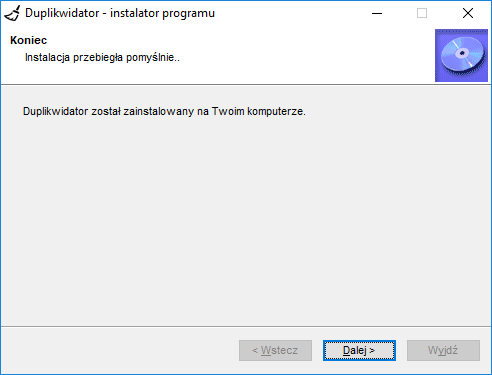 Duplikwidator - instalator programu
Koniec
Instalacja przebiegła pomyślnie..
Duplikwidator został zainstalowany na Twoim komputerze.
< Wstecz
Dalej >
Wyjdź